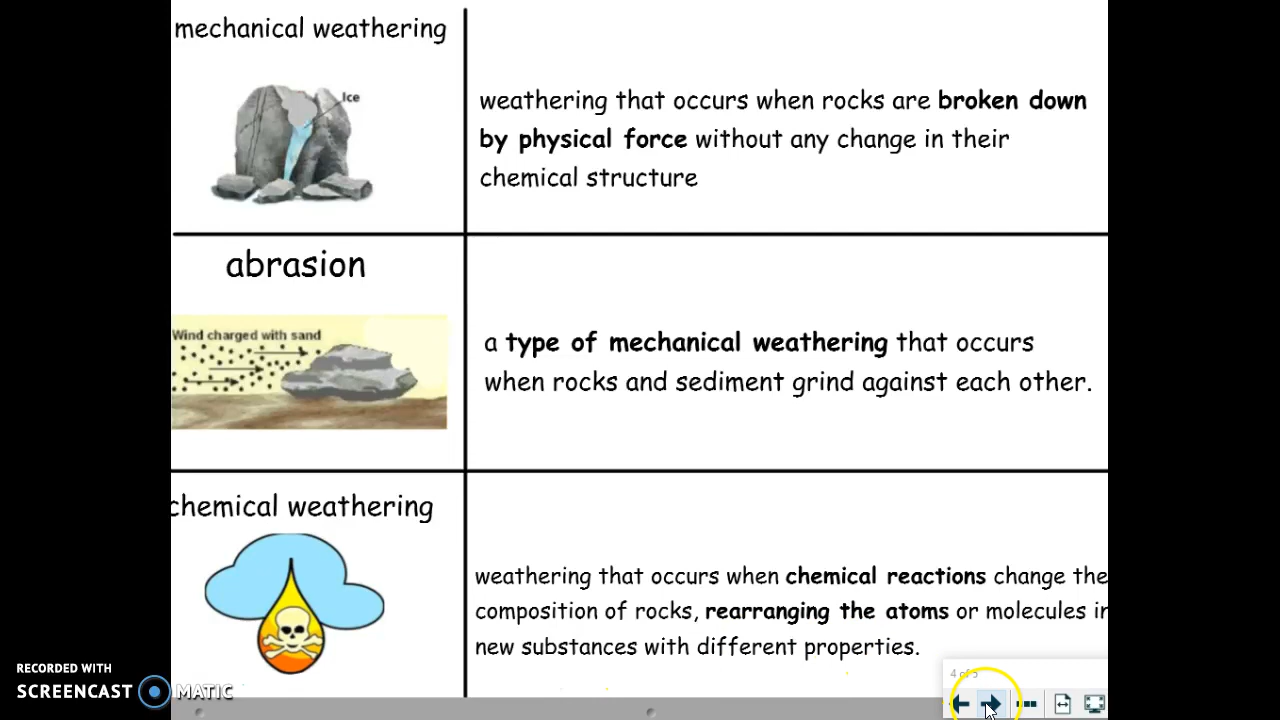 mechanical weathering
Ice
weathering that occurs when rocks are broken down
by physical force without any change in their
chemical structure
abrasion
Wind charged with sand
a type of mechanical weathering that occurs
when rocks and sediment grind against each other.
chemical weathering
weathering that occurs when chemical reactions change the
composition of rocks, rearranging the atoms or molecules in
new substances with different properties.
4 of 5
RECORDED WITH
SCREENCAST MATIC